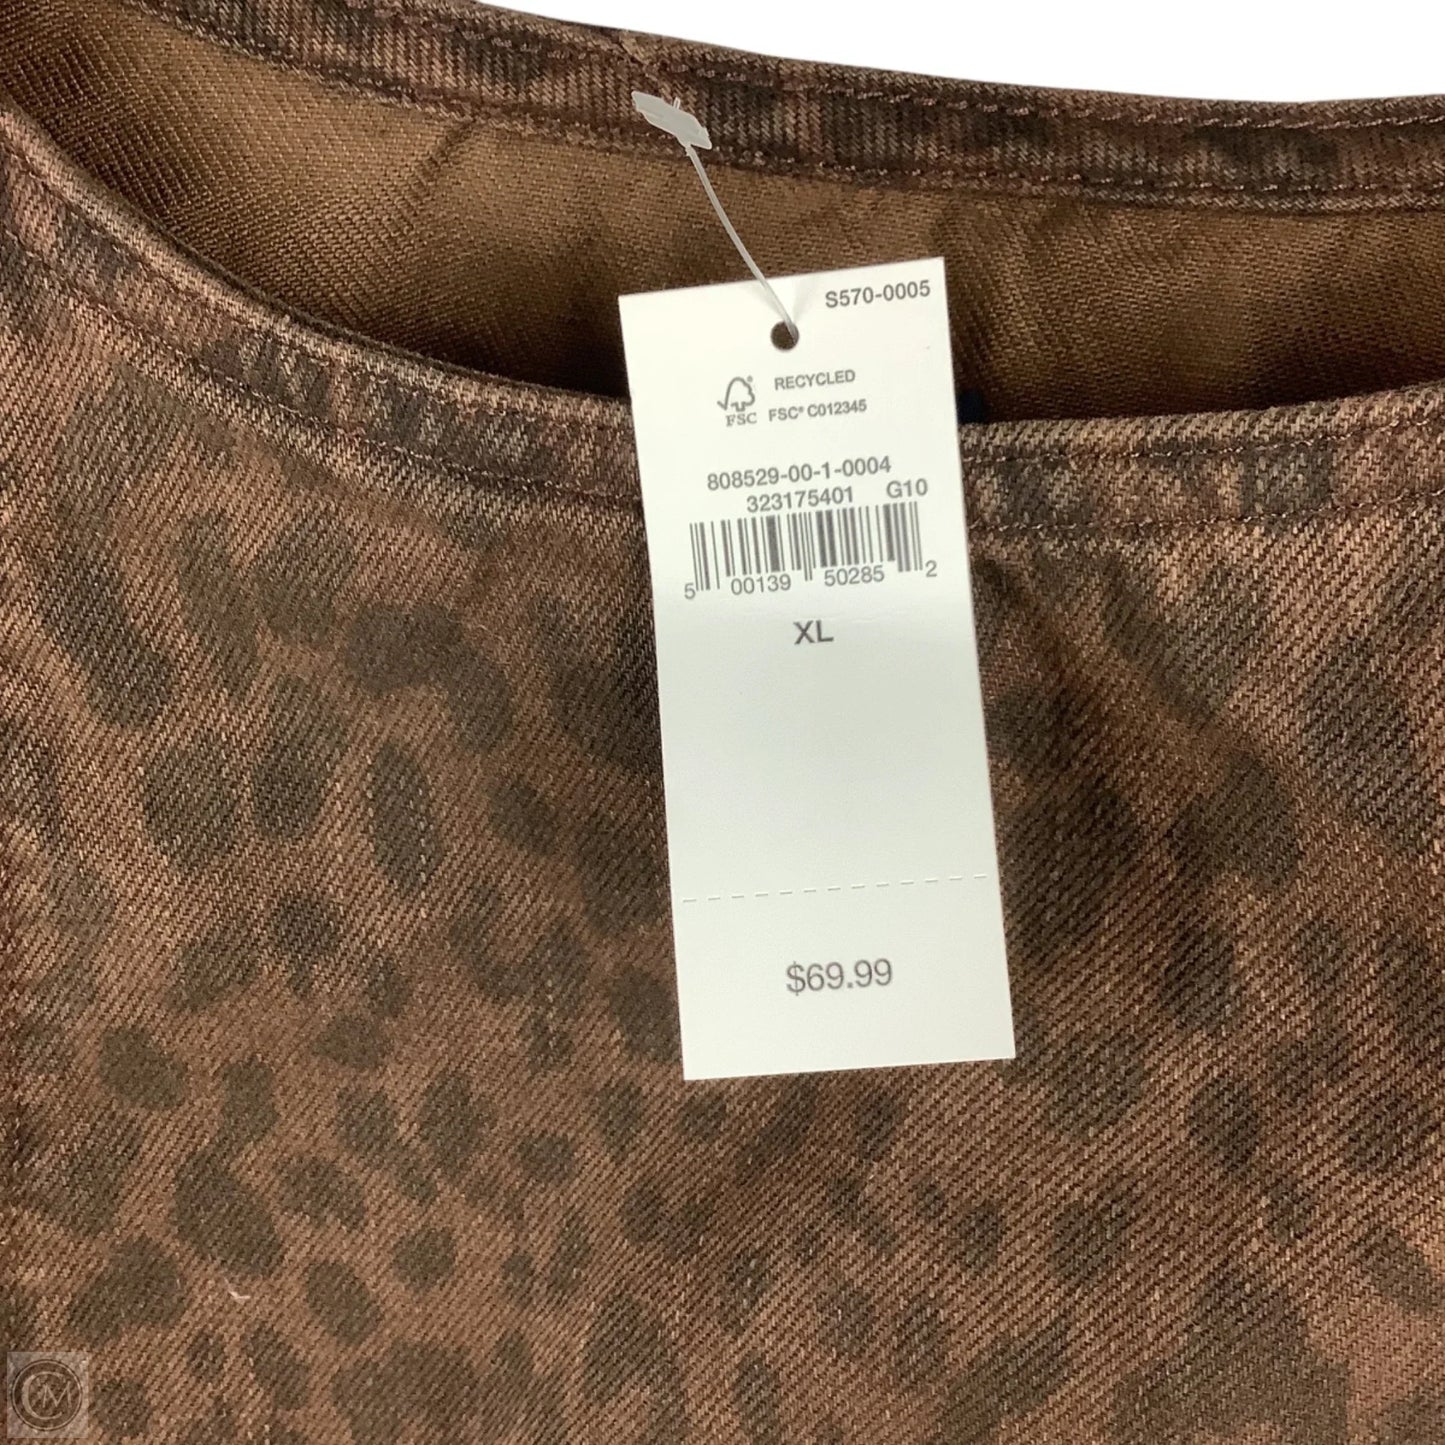 S570-0005
RECYCLED
FSC FSC® C012345
808529-00-1-0004
323175401 G10
5 00139 50285 2
XL
$69.99
CM